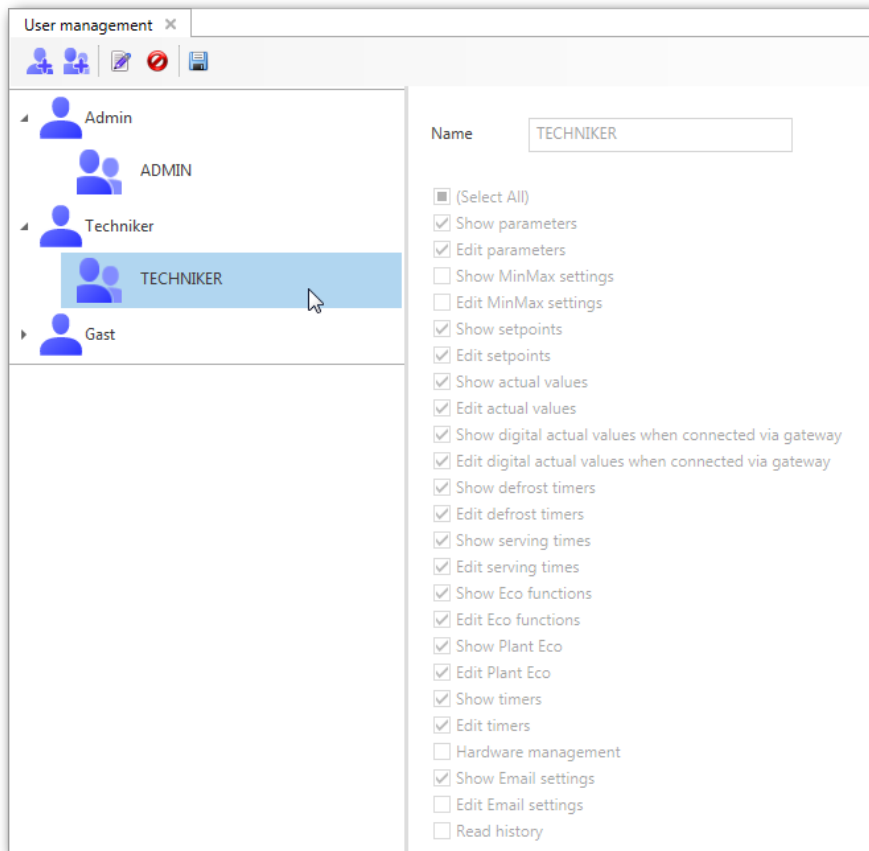 User management
Admin
ADMIN
Techniker
TECHNIKER
Gast
Name TECHNIKER
(Select All)
Show parameters
Edit parameters
Show MinMax settings
Edit MinMax settings
Show setpoints
Edit setpoints
Show actual values
Edit actual values
Show digital actual values when connected via gateway
Edit digital actual values when connected via gateway
Show defrost timers
Edit defrost timers
Show serving times
Edit serving times
Show Eco functions
Edit Eco functions
Show Plant Eco
Edit Plant Eco
Show timers
Edit timers
Hardware management
Show Email settings
Edit Email settings
Read history